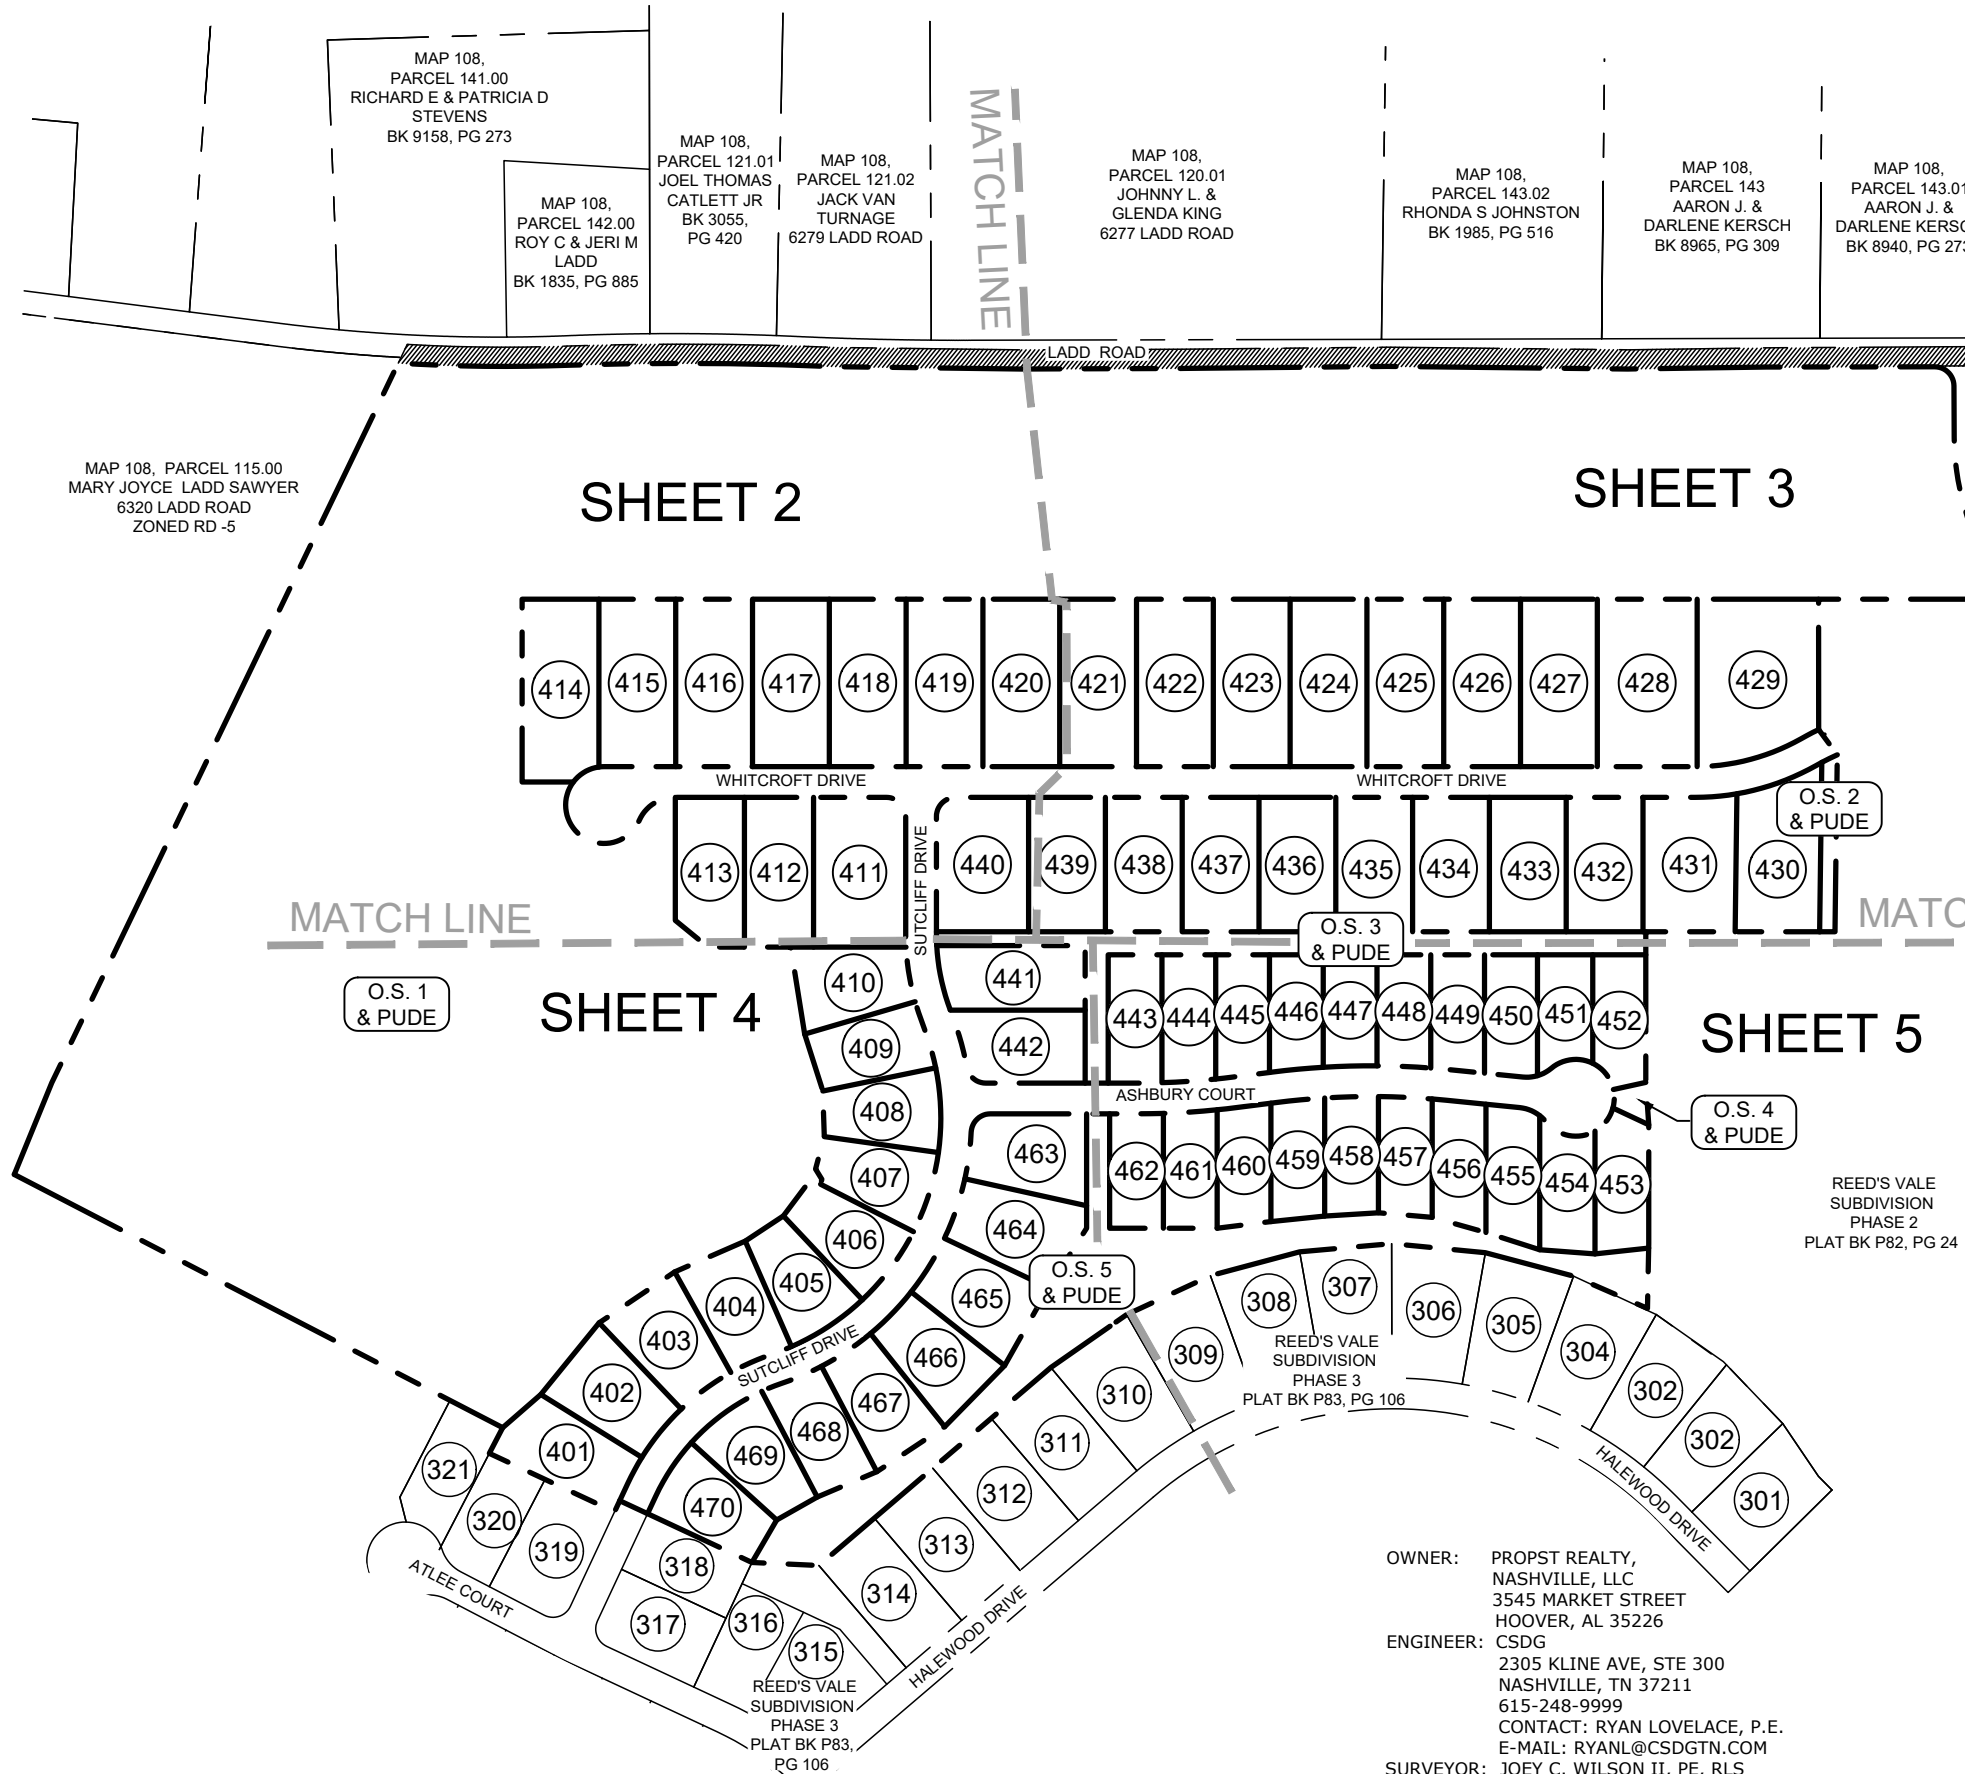 MAP 108,
PARCEL 141.00
RICHARD E & PATRICIA D
STEVENS
BK 9158, PG 273
MAP 108,
PARCEL 142.00
ROY C & JERI M
LADD
BK 1835, PG 885
MAP 108,
PARCEL 121.01
JOEL THOMAS
CATLETT JR
BK 3055,
PG 420
MAP 108,
PARCEL 121.02
JACK VAN
TURNAGE
6279 LADD ROAD
MATCH LINE
MAP 108,
PARCEL 120.01
JOHNNY L. &
GLENDA KING
6277 LADD ROAD
MAP 108,
PARCEL 143.02
RHONDA S JOHNSTON
BK 1985, PG 516
MAP 108,
PARCEL 143
AARON J. &
DARLENE KERSCH
BK 8965, PG 309
MAP 108,
PARCEL 143.01
AARON J. &
DARLENE KERSC
BK 8940, PG 273
LADD ROAD
MAP 108, PARCEL 115.00
MARY JOYCE LADD SAWYER
6320 LADD ROAD
ZONED RD -5
SHEET 2
SHEET 3
414
415
416
417
418
419
420
421
422
423
424
425
426
427
428
429
WHITCROFT DRIVE
WHITCROFT DRIVE
O.S. 2
& PUDE
413
412
411
SUTCLIFF DRIVE
440
439
438
437
436
435
434
433
432
431
430
MATCH LINE
MATC
O.S. 3
& PUDE
O.S. 1
& PUDE
SHEET 4
410
409
408
407
406
405
404
403
402
401
441
442
443
444
445
446
447
448
449
450
451
452
SHEET 5
ASHBURY COURT
O.S. 4
& PUDE
463
464
465
466
467
468
469
470
462
461
460
459
458
457
456
455
454
453
REED'S VALE
SUBDIVISION
PHASE 2
PLAT BK P82, PG 24
O.S. 5
& PUDE
SUTCLIFF DRIVE
310
309
308
307
306
305
304
302
302
301
REED'S VALE
SUBDIVISION
PHASE 3
PLAT BK P83, PG 106
HALEWOOD DRIVE
311
312
313
314
321
320
319
318
317
316
315
ATLEE COURT
HALEWOOD DRIVE
REED'S VALE
SUBDIVISION
PHASE 3
PLAT BK P83,
PG 106
OWNER: PROPST REALTY,
NASHVILLE, LLC
3545 MARKET STREET
HOOVER, AL 35226
ENGINEER: CSDG
2305 KLINE AVE, STE 300
NASHVILLE, TN 37211
615-248-9999
CONTACT: RYAN LOVELACE, P.E.
E-MAIL: RYANL@CSDGTN.COM
SURVEYOR: JOEY C. WILSON II, PE, RLS